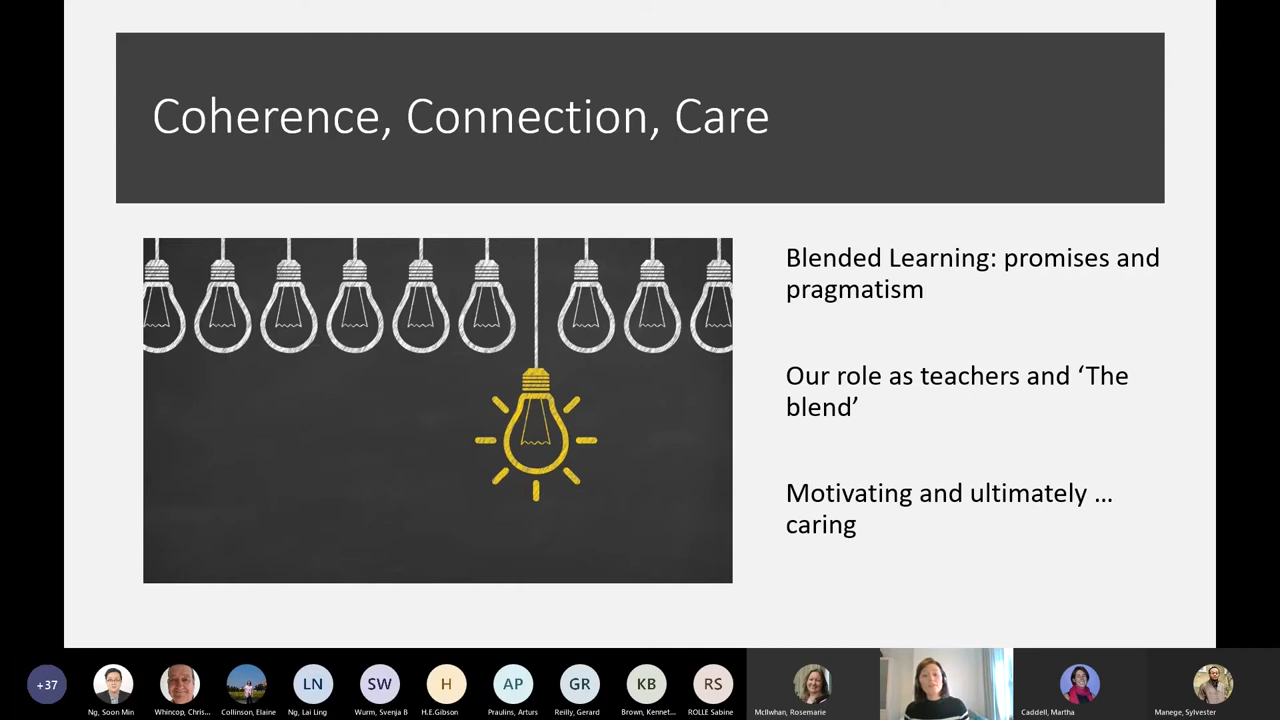 Coherence, Connection, Care
Blended Learning: promises and
pragmatism
Our role as teachers and ‘The
blend’
Motivating and ultimately …
caring
+37
LN
SW
H
AP
GR
KB
RS
Ng, Soon Min
Whincop, Chris...
Collinson, Elaine
Ng, Lai Ling
Wurm, Svenja B
H.E.Gibson
Praulins, Arturs
Reilly, Gerard
Brown, Kennet...
ROLLE Sabine
McIlwhan, Rosemarie
Caddell, Martha
Manege, Sylvester